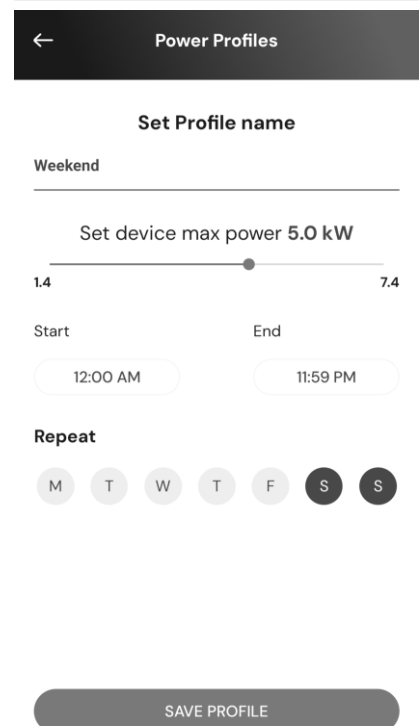 Power Profiles
Set Profile name
Weekend
Set device max power 5.0 kW
1.4 7.4
Start End
12:00 AM 11:59 PM
Repeat
M T W T F S S
SAVE PROFILE